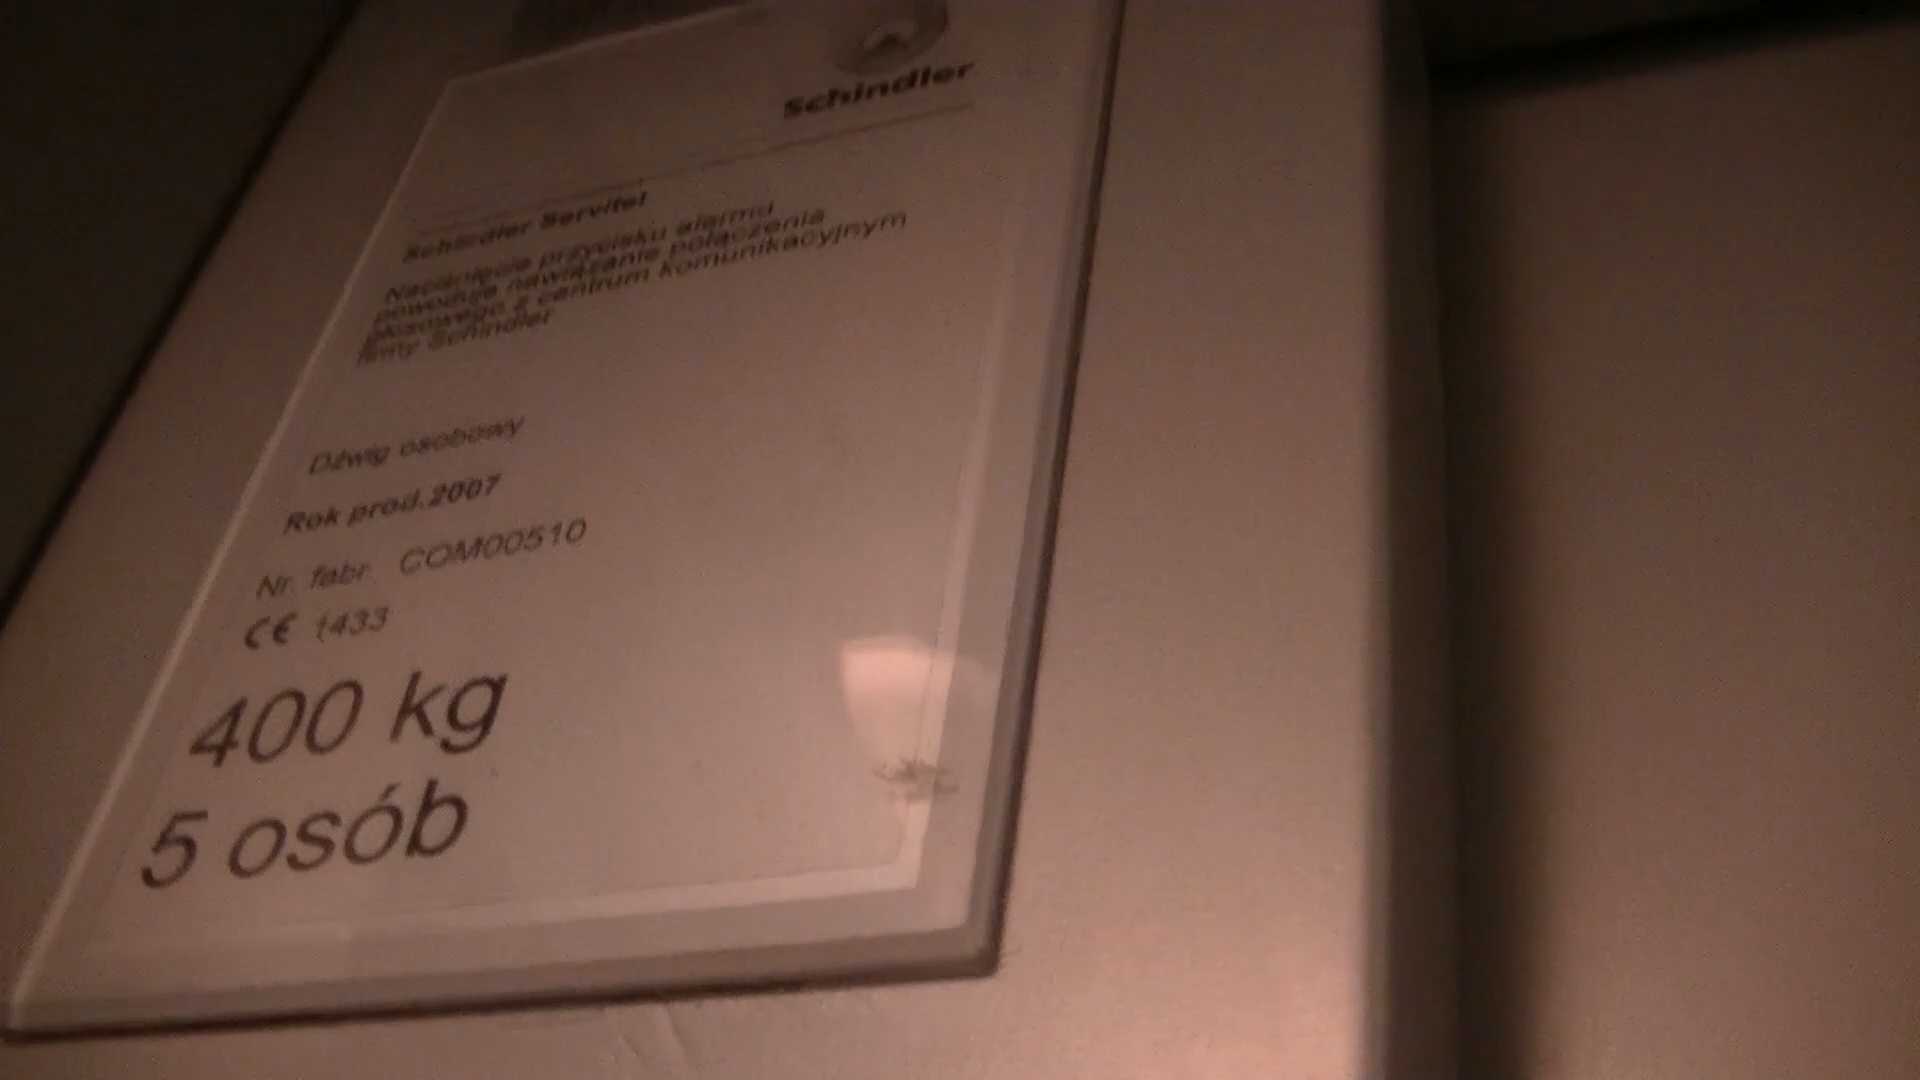 Schindler
Schindler Servitel
Naciśnięcie przycisku alarmu
powoduje nawiązanie połączenia
głosowego z centrum komunikacyjnym
firmy Schindler
Dźwig osobowy
Rok prod.2007
Nr. fabr. COM00510
CE 1433
400 kg
5 osób